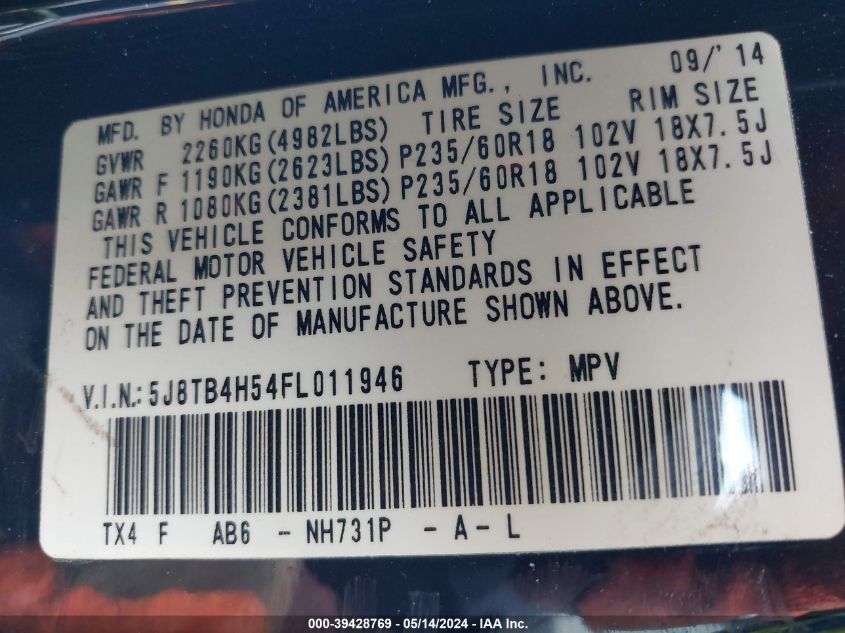 MFD. BY HONDA OF AMERICA MFG., INC. 09/'14
GVWR 2260KG(4982LBS) TIRE SIZE RIM SIZE
GAWR F 1190KG(2623LBS) P235/60R18 102V 18X7.5J
GAWR R 1080KG(2381LBS) P235/60R18 102V 18X7.5J
THIS VEHICLE CONFORMS TO ALL APPLICABLE
FEDERAL MOTOR VEHICLE SAFETY
AND THEFT PREVENTION STANDARDS IN EFFECT
ON THE DATE OF MANUFACTURE SHOWN ABOVE.
V.I.N.: 5J8TB4H54FL011946 TYPE: MPV
TX4 F AB6 - NH731P - A - L
000-39428769 - 05/14/2024 - IAA Inc.